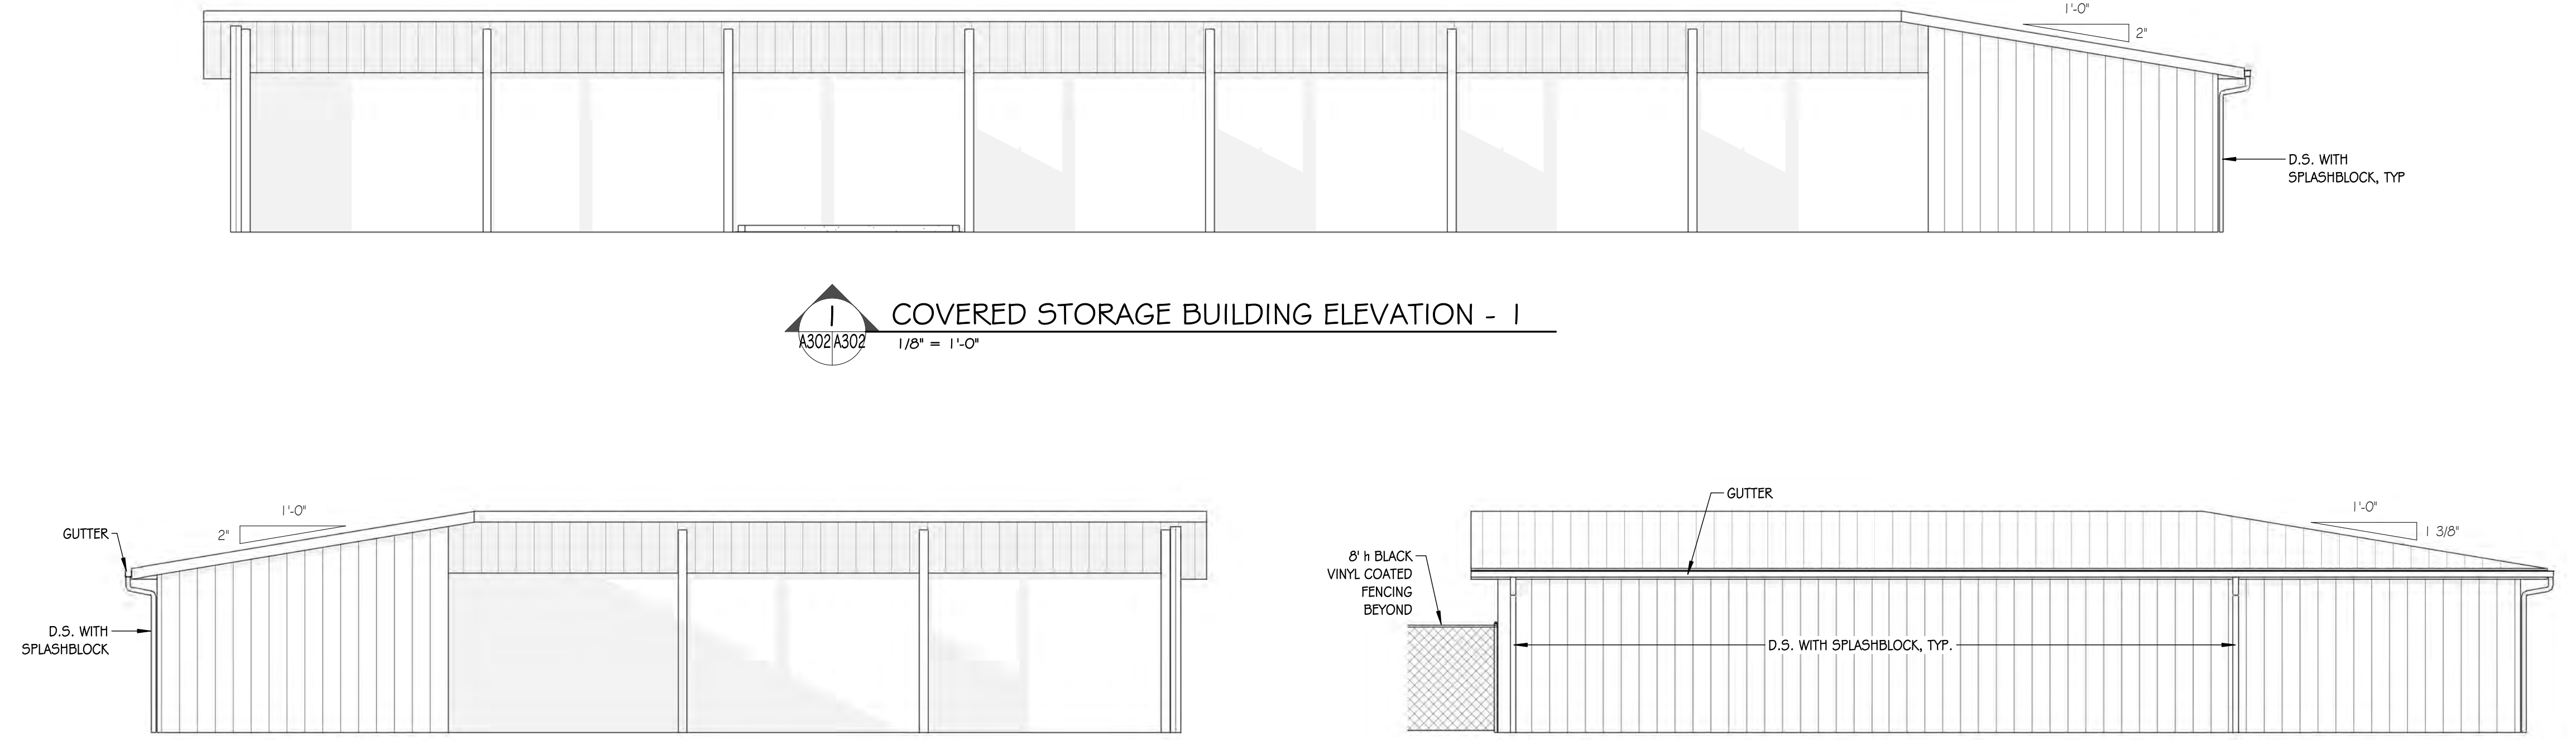 1'-0"
2"
D.S. WITH
SPLASHBLOCK, TYP
1
A302 A302
COVERED STORAGE BUILDING ELEVATION - 1
1/8" = 1'-0"
1'-0"
2"
GUTTER
D.S. WITH
SPLASHBLOCK
GUTTER
1'-0"
1 3/8"
8' h BLACK
VINYL COATED
FENCING
BEYOND
D.S. WITH SPLASHBLOCK, TYP.